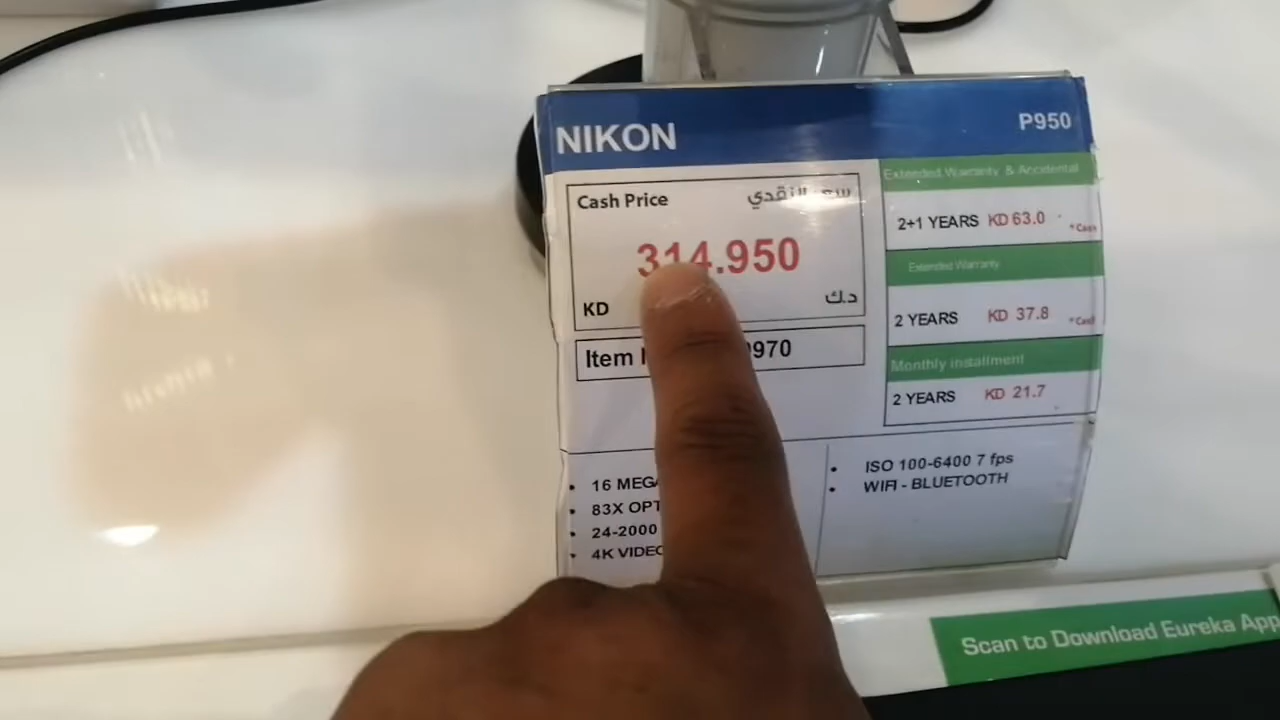 NIKON
P950
Cash Price
سعر النقدي
314.950
KD
د.ك
Item
970
16 MEGA
83X OPT
24-2000
4K VIDEO
Extended Warranty & Accidental
2+1 YEARS KD 63.0 *Cash
Extended Warranty
2 YEARS KD 37.8 *Cash
Monthly installment
2 YEARS KD 21.7
ISO 100-6400 7 fps
WIFI - BLUETOOTH
Scan to Download Eureka App